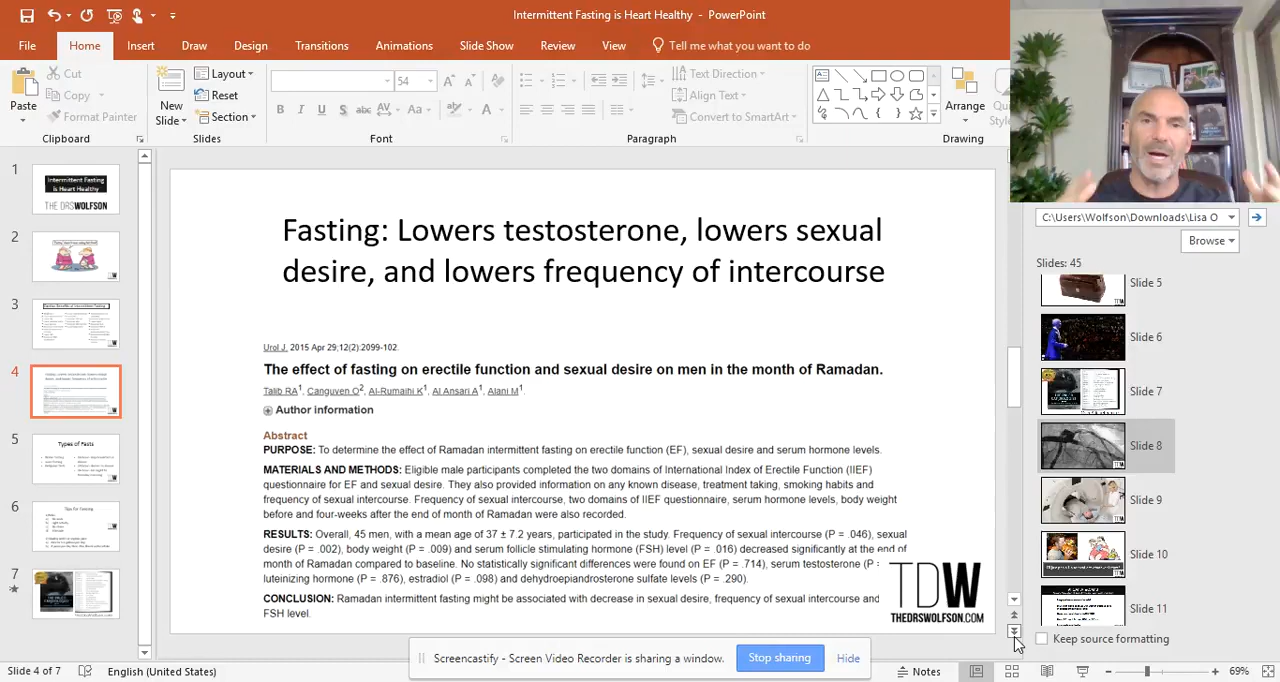 Intermittent Fasting is Heart Healthy - PowerPoint
File Home Insert Draw Design Transitions Animations Slide Show Review View Tell me what you want to do
Paste
Cut
Copy
Format Painter
Clipboard
New
Slide
Layout
Reset
Section
Slides
54
B I U S abc AV Aa A
Font
Text Direction
Align Text
Convert to SmartArt
Paragraph
Arrange
Drawing
1
Intermittent Fasting
is Heart Healthy
THE DRS WOLFSON
2
3
4
5
Types of Fasts
6
Tips for Fasting
7
Fasting: Lowers testosterone, lowers sexual
desire, and lowers frequency of intercourse
Urol J. 2015 Apr 29;12(2):2099-102.
The effect of fasting on erectile function and sexual desire on men in the month of Ramadan.
Talib RA1, Canguven O2, Al-Rumaihi K1, Al Ansari A1, Alani M1.
Author information
Abstract
PURPOSE: To determine the effect of Ramadan intermittent fasting on erectile function (EF), sexual desire and serum hormone levels.
MATERIALS AND METHODS: Eligible male participants completed the two domains of International Index of Erectile Function (IIEF)
questionnaire for EF and sexual desire. They also provided information on any known disease, treatment taking, smoking habits and
frequency of sexual intercourse. Frequency of sexual intercourse, two domains of IIEF questionnaire, serum hormone levels, body weight
before and four-weeks after the end of month of Ramadan were also recorded.
RESULTS: Overall, 45 men, with a mean age of 37 ± 7.2 years, participated in the study. Frequency of sexual intercourse (P = .046), sexual
desire (P = .002), body weight (P = .009) and serum follicle stimulating hormone (FSH) level (P = .016) decreased significantly at the end of
month of Ramadan compared to baseline. No statistically significant differences were found on EF (P = .714), serum testosterone (P
luteinizing hormone (P = .876), estradiol (P = .098) and dehydroepiandrosterone sulfate levels (P = .290).
CONCLUSION: Ramadan intermittent fasting may be associated with decrease in sexual desire, frequency of sexual intercourse and
FSH level.
TDW
THEDRSWOLFSON.COM
C:\Users\Wolfson\Downloads\Lisa O
Browse
Slides: 45
Slide 5
Slide 6
Slide 7
Slide 8
Slide 9
Slide 10
Slide 11
Keep source formatting
Screencastify - Screen Video Recorder is sharing a window. Stop sharing Hide
Slide 4 of 7 English (United States) Notes 69%